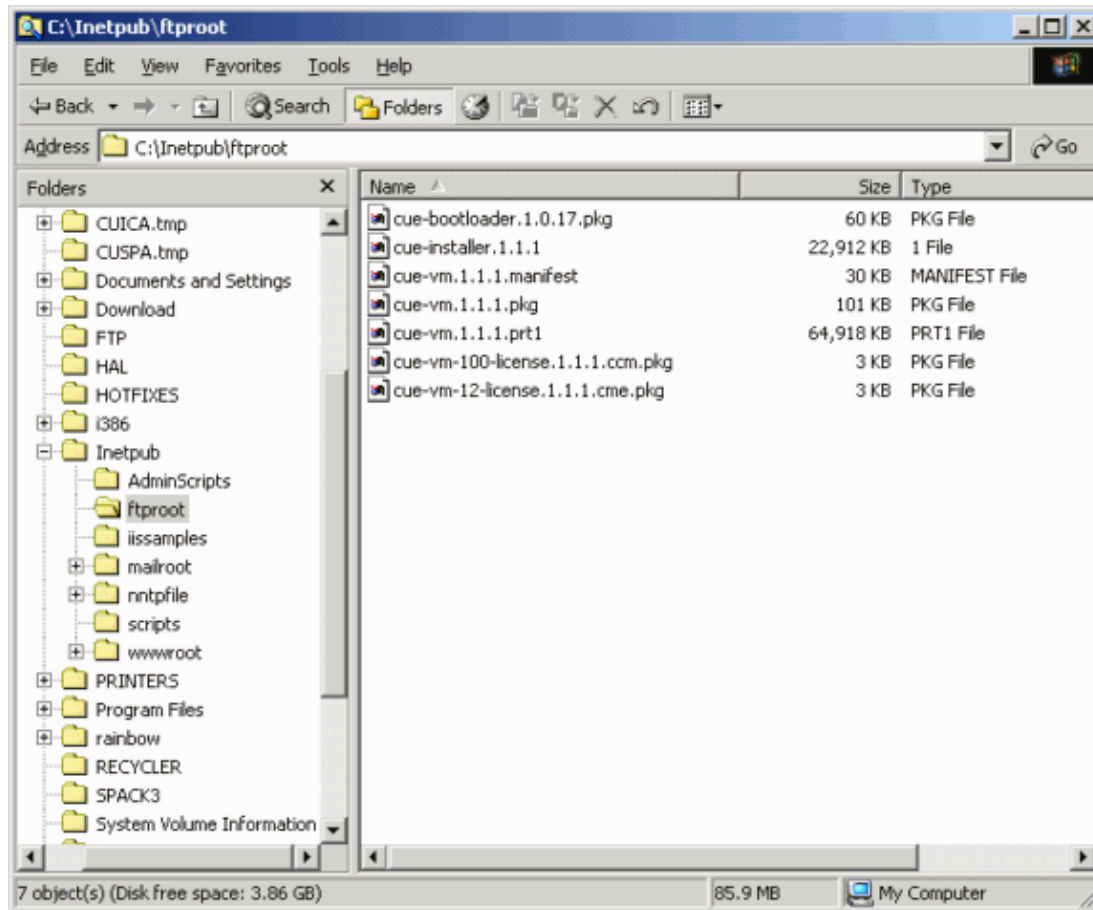 C:\Inetpub\ftproot
File Edit View Favorites Tools Help
Back Search Folders
Address C:\Inetpub\ftproot Go
Folders Name Size Type
CUICA.tmp
CUSPA.tmp
Documents and Settings
Download
FTP
HAL
HOTFIXES
i386
Inetpub
AdminScripts
ftproot
iissamples
mailroot
nntpfile
scripts
wwwroot
PRINTERS
Program Files
rainbow
RECYCLER
SPACK3
System Volume Information
cue-bootloader.1.0.17.pkg 60 KB PKG File
cue-installer.1.1.1 22,912 KB 1 File
cue-vm.1.1.1.manifest 30 KB MANIFEST File
cue-vm.1.1.1.pkg 101 KB PKG File
cue-vm.1.1.1.prt1 64,918 KB PRT1 File
cue-vm-100-license.1.1.1.ccm.pkg 3 KB PKG File
cue-vm-12-license.1.1.1.cme.pkg 3 KB PKG File
7 object(s) (Disk free space: 3.86 GB) 85.9 MB My Computer